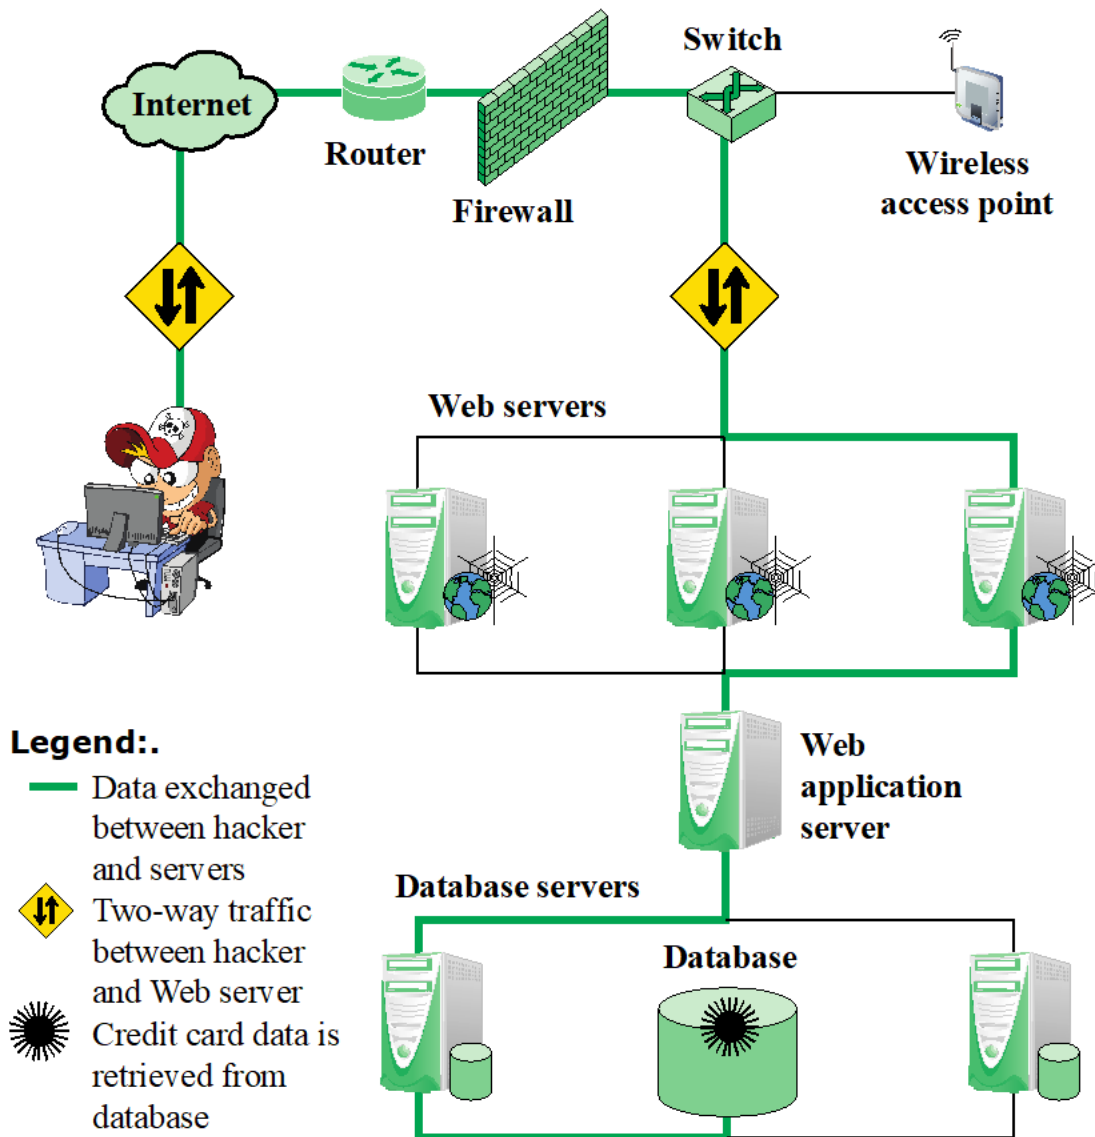 Switch
Internet
Router
Firewall
Wireless
access point
Web servers
Web
application
server
Database servers
Database
Legend:.
Data exchanged
between hacker
and servers
Two-way traffic
between hacker
and Web server
Credit card data is
retrieved from
database